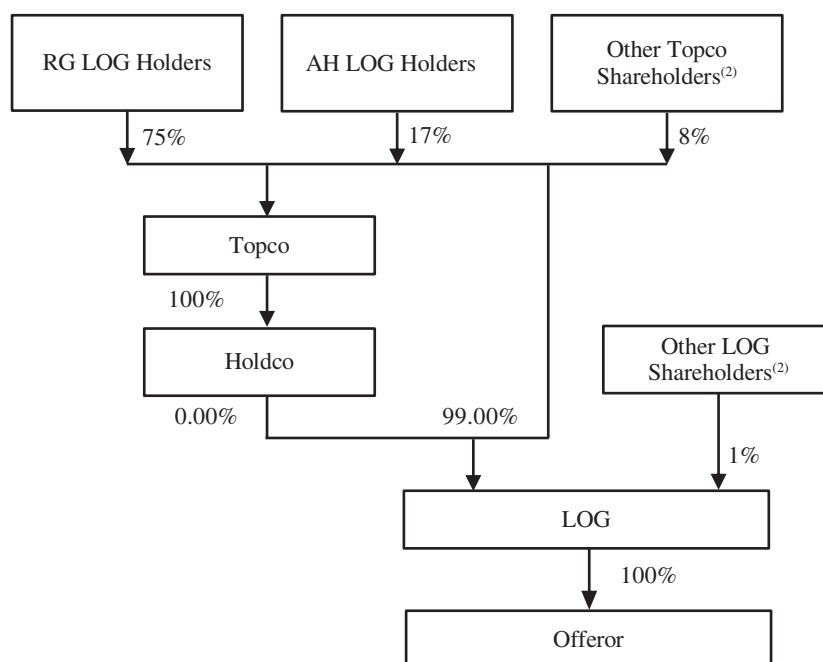 RG LOG Holders
AH LOG Holders
Other Topco
Shareholders(2)
75%
17%
8%
Topco
100%
Holdco
Other LOG
Shareholders(2)
0.00%
99.00%
1%
LOG
100%
Offeror